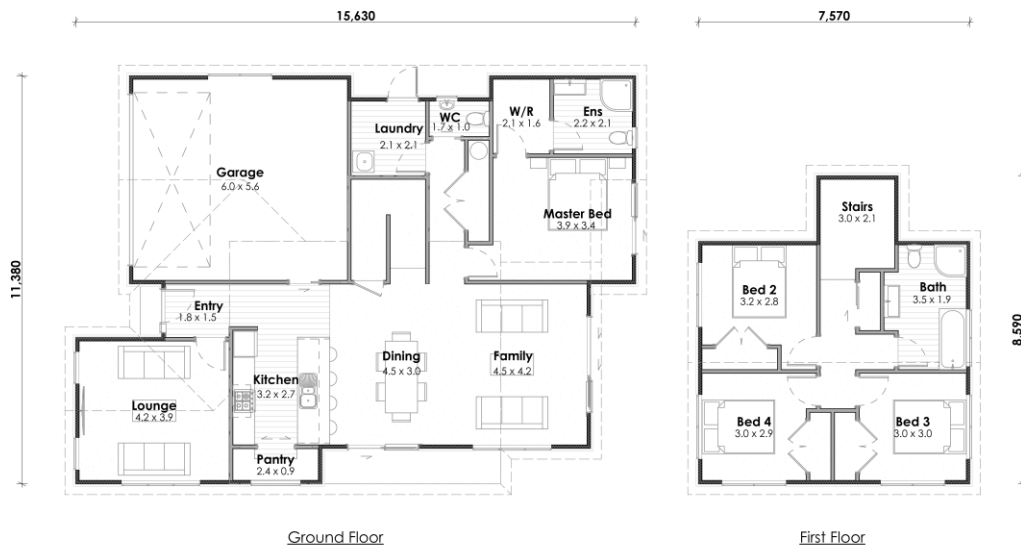 15,630
7,570
11,380
8,590
Garage
6.0 x 5.6
Laundry
2.1 x 2.1
WC
1.7 x 1.0
W/R
2.1 x 1.6
Ens
2.2 x 2.1
Master Bed
3.9 x 3.4
Entry
1.8 x 1.5
Lounge
4.2 x 3.9
Kitchen
3.2 x 2.7
Dining
4.5 x 3.0
Family
4.5 x 4.2
Pantry
2.4 x 0.9
Ground Floor
Stairs
3.0 x 2.1
Bed 2
3.2 x 2.8
Bath
3.5 x 1.9
Bed 4
3.0 x 2.9
Bed 3
3.0 x 3.0
First Floor